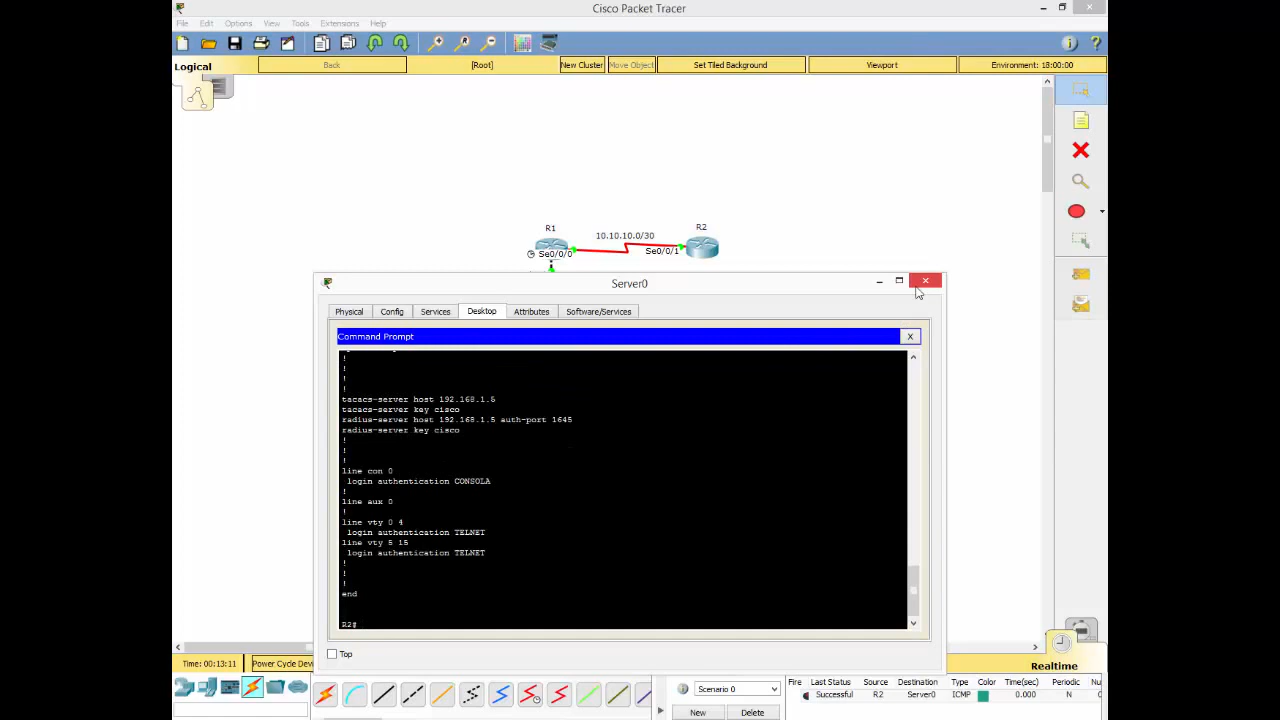 Cisco Packet Tracer
File Edit Options View Tools Extensions Help
Logical Back [Root] New Cluster Move Object Set Tiled Background Viewport Environment: 18:00:00
R1 10.10.10.0/30 R2
Se0/0/0 Se0/0/1
Server0
Physical Config Services Desktop Attributes Software/Services
Command Prompt X
!
!
!
!
tacacs-server host 192.168.1.5
tacacs-server key cisco
radius-server host 192.168.1.5 auth-port 1645
radius-server key cisco
!
!
!
line con 0
login authentication CONSOLA
!
line aux 0
!
line vty 0 4
login authentication TELNET
line vty 5 15
login authentication TELNET
!
!
!
end
R2#
Top
Time: 00:13:11 Power Cycle Devi Realtime
Scenario 0
New Delete
Fire Last Status Source Destination Type Color Time(sec) Periodic
Successful R2 Server0 ICMP 0.000 N